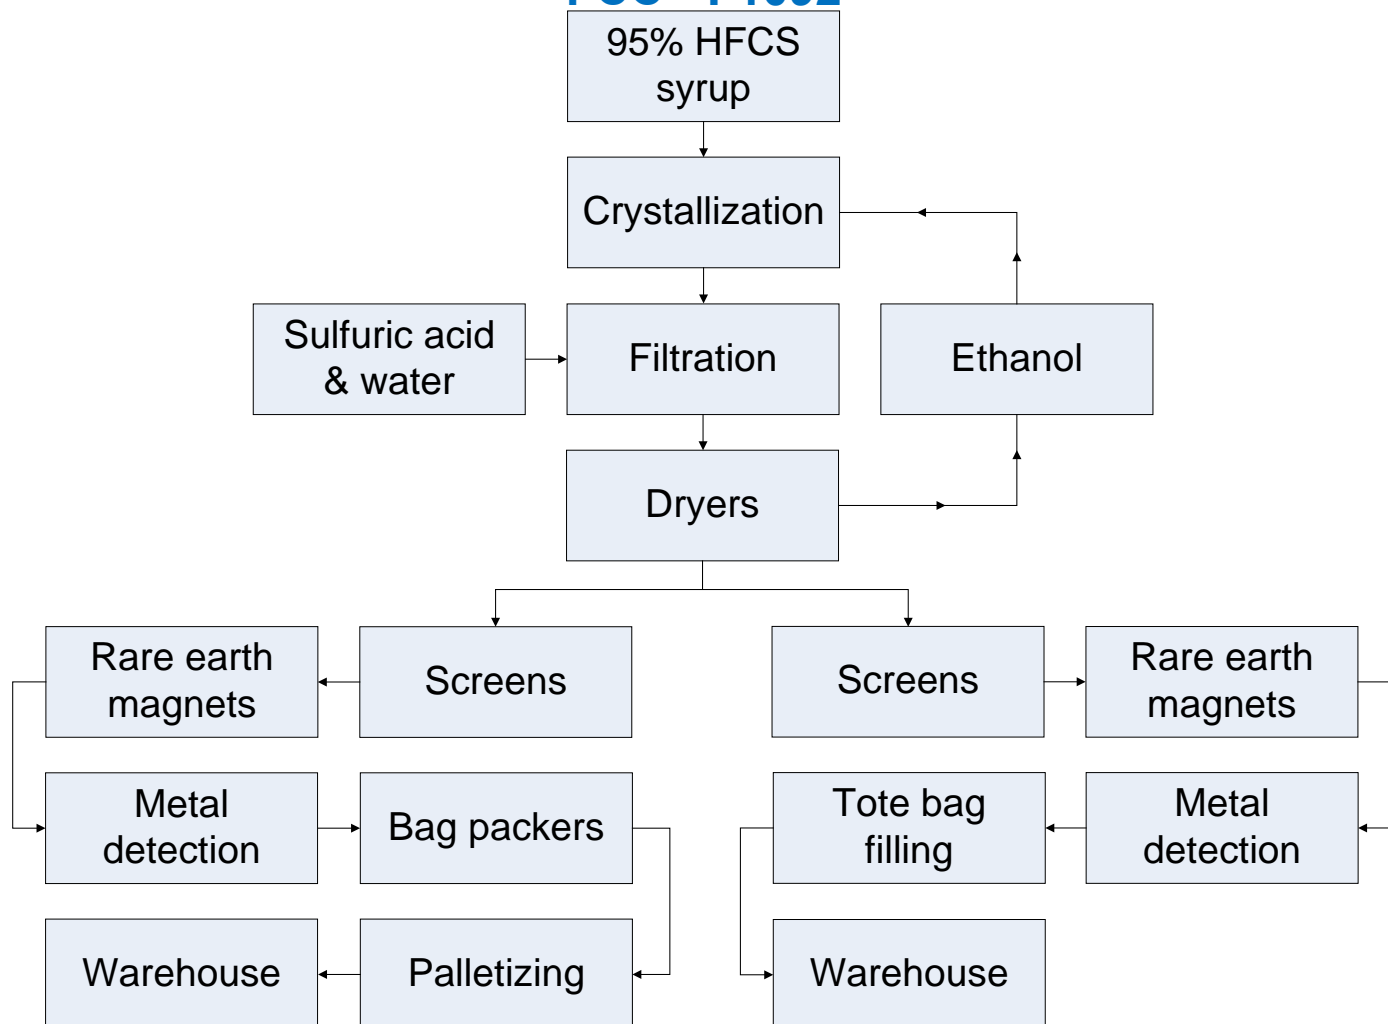 95% HFCS
syrup
Crystallization
Sulfuric acid
& water
Filtration
Ethanol
Dryers
Rare earth
magnets
Screens
Screens
Rare earth
magnets
Metal
detection
Bag packers
Tote bag
filling
Metal
detection
Warehouse
Palletizing
Warehouse